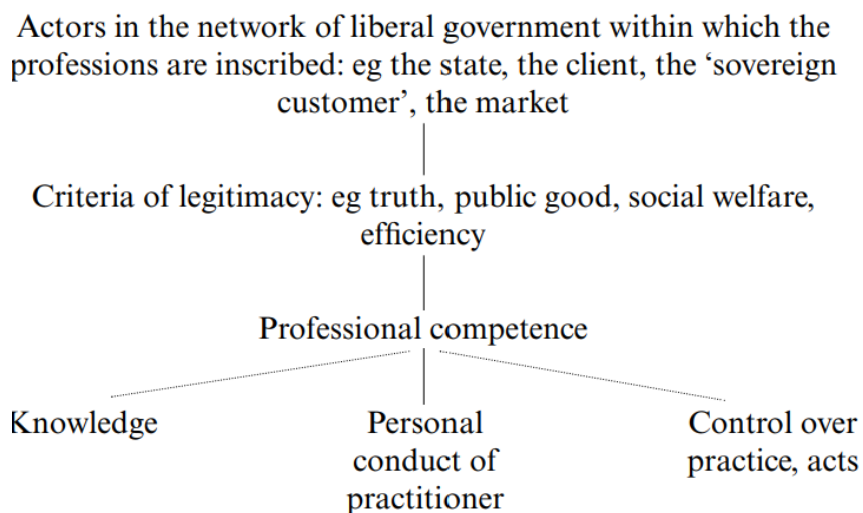 Actors in the network of liberal government within which the
professions are inscribed: eg the state, the client, the ‘sovereign
customer’, the market
Criteria of legitimacy: eg truth, public good, social welfare,
efficiency
Professional competence
Knowledge
Personal
conduct of
practitioner
Control over
practice, acts